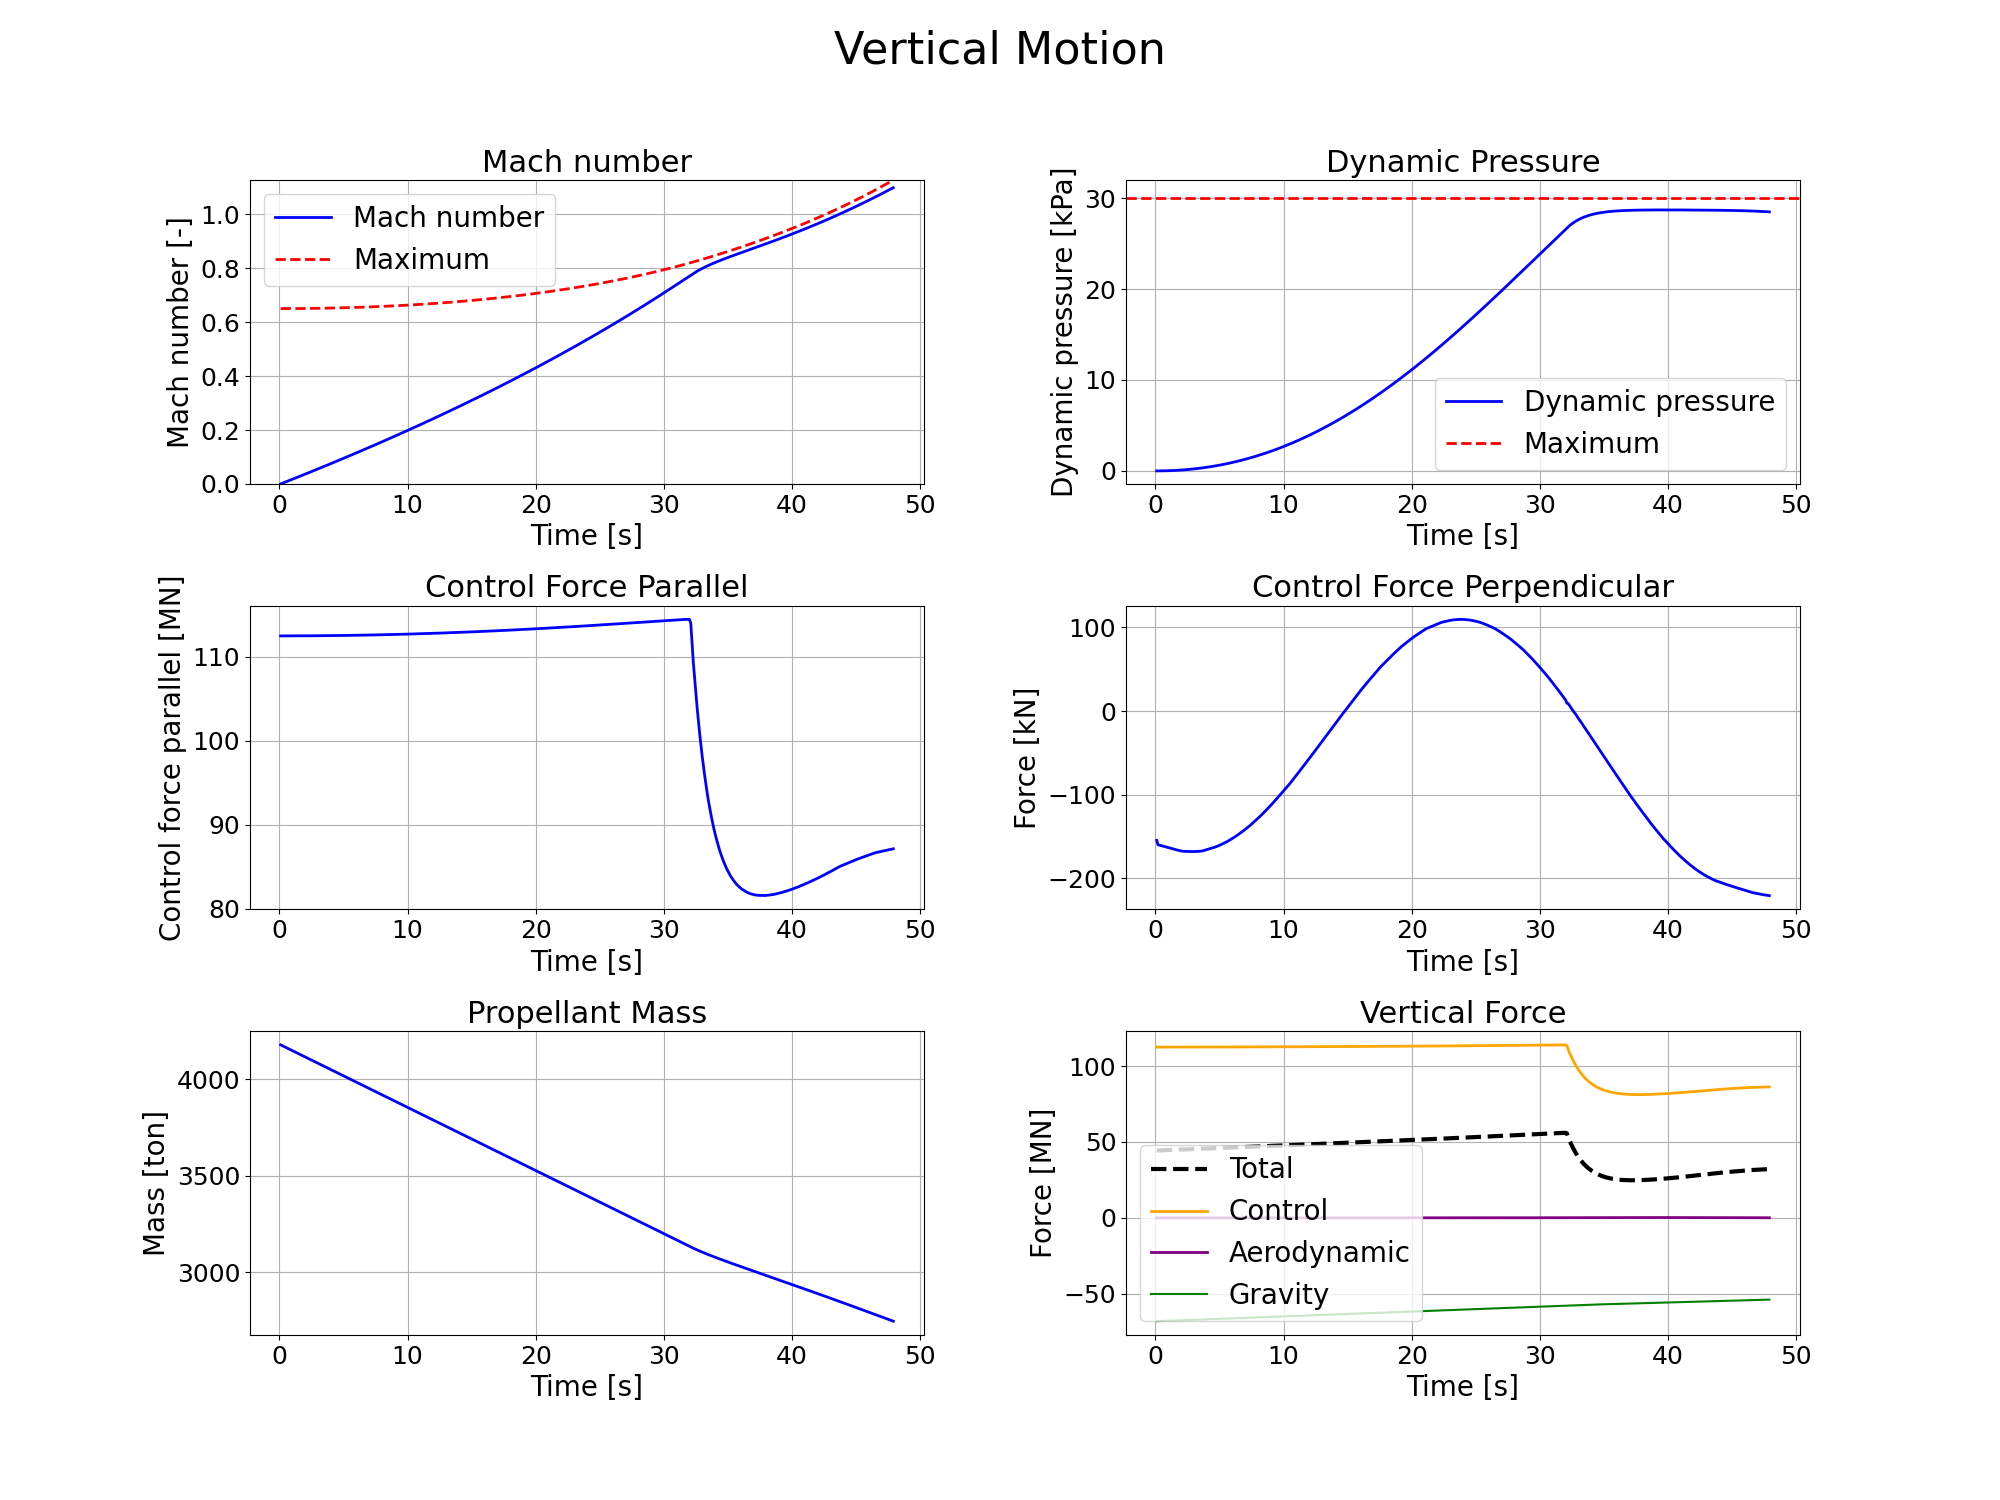 Vertical Motion
Mach number
Mach number [-]
1.0
0.8
0.6
0.4
0.2
0.0
Mach number
Maximum
0 10 20 30 40 50
Time [s]
Dynamic Pressure
Dynamic pressure [kPa]
30
20
10
0
Dynamic pressure
Maximum
0 10 20 30 40 50
Time [s]
Control Force Parallel
Control force parallel [MN]
110
100
90
80
0 10 20 30 40 50
Time [s]
Control Force Perpendicular
Force [kN]
100
0
−100
−200
0 10 20 30 40 50
Time [s]
Propellant Mass
Mass [ton]
4000
3500
3000
0 10 20 30 40 50
Time [s]
Vertical Force
Force [MN]
100
50
0
−50
Total
Control
Aerodynamic
Gravity
0 10 20 30 40 50
Time [s]